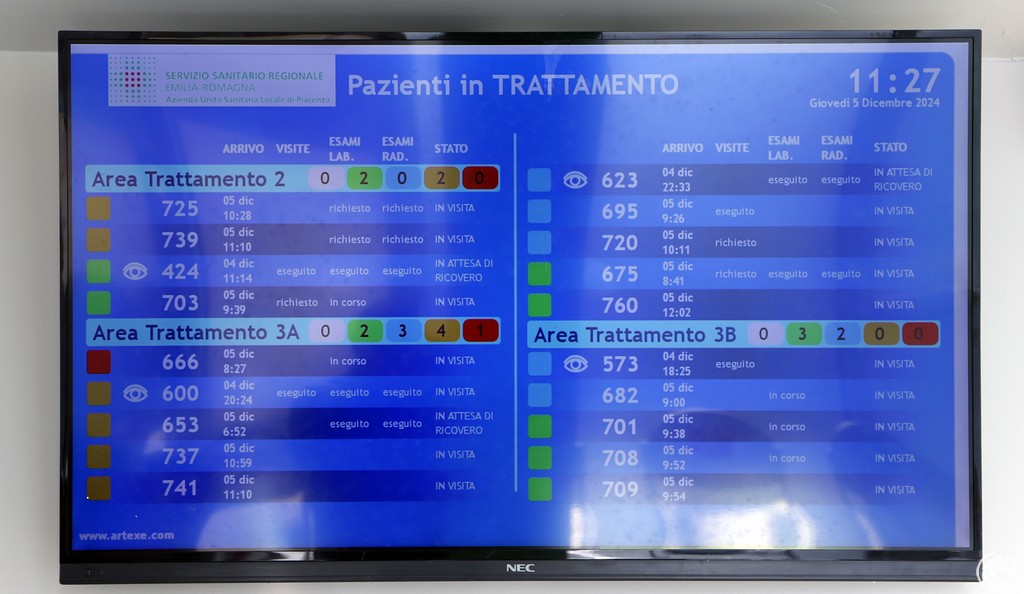 SERVIZIO SANITARIO REGIONALE
EMILIA-ROMAGNA
Azienda Unità Sanitaria Locale di Piacenza
Pazienti in TRATTAMENTO
11:27
Giovedì 5 Dicembre 2024
ARRIVO VISITE ESAMI LAB. ESAMI RAD. STATO
Area Trattamento 2 0 2 0 2 0
725 05 dic 10:28 richiesto richiesto IN VISITA
739 05 dic 11:10 richiesto richiesto IN VISITA
424 04 dic 11:14 eseguito eseguito eseguito IN ATTESA DI RICOVERO
703 05 dic 9:39 richiesto in corso IN VISITA
Area Trattamento 3A 0 2 3 4 1
666 05 dic 8:27 in corso IN VISITA
600 04 dic 20:24 eseguito eseguito eseguito IN VISITA
653 05 dic 6:52 eseguito eseguito IN ATTESA DI RICOVERO
737 05 dic 10:59 IN VISITA
741 05 dic 11:10 IN VISITA
ARRIVO VISITE ESAMI LAB. ESAMI RAD. STATO
623 04 dic 22:33 eseguito eseguito IN ATTESA DI RICOVERO
695 05 dic 9:26 eseguito IN VISITA
720 05 dic 10:11 richiesto IN VISITA
675 05 dic 8:41 richiesto eseguito eseguito IN VISITA
760 05 dic 12:02 IN VISITA
Area Trattamento 3B 0 3 2 0 0
573 04 dic 18:25 eseguito IN VISITA
682 05 dic 9:00 in corso IN VISITA
701 05 dic 9:38 in corso IN VISITA
708 05 dic 9:52 in corso IN VISITA
709 05 dic 9:54 IN VISITA
www.artexe.com
NEC